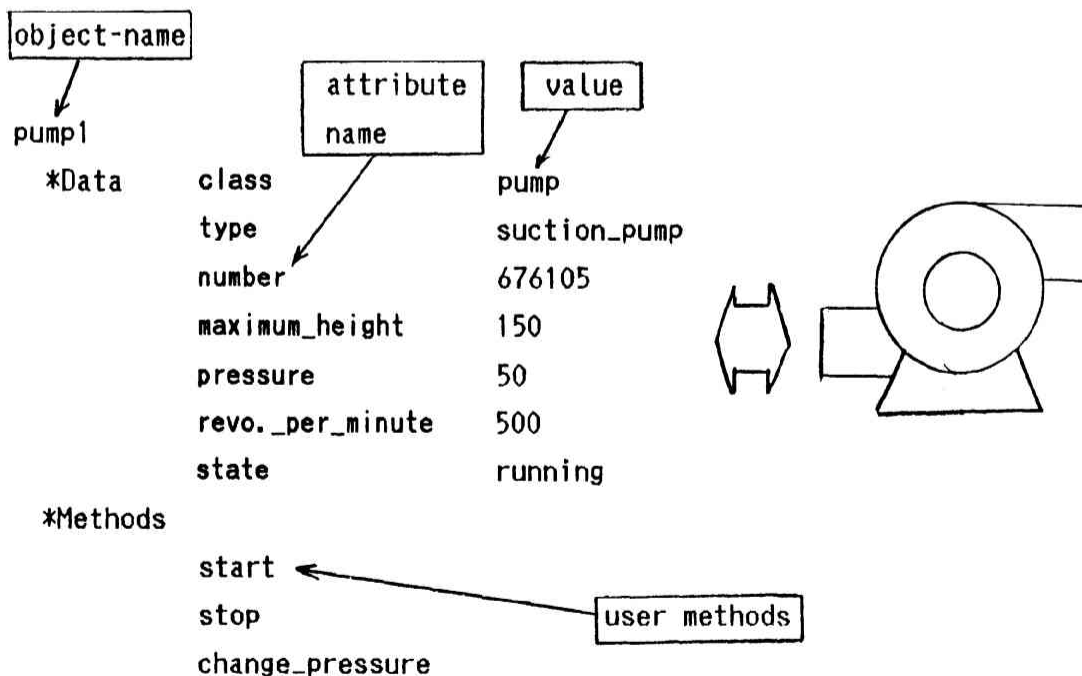 object-name
attribute
name
value
pump1
*Data class pump
type suction_pump
number 676105
maximum_height 150
pressure 50
revo._per_minute 500
state running
*Methods
start
stop
user methods
change_pressure